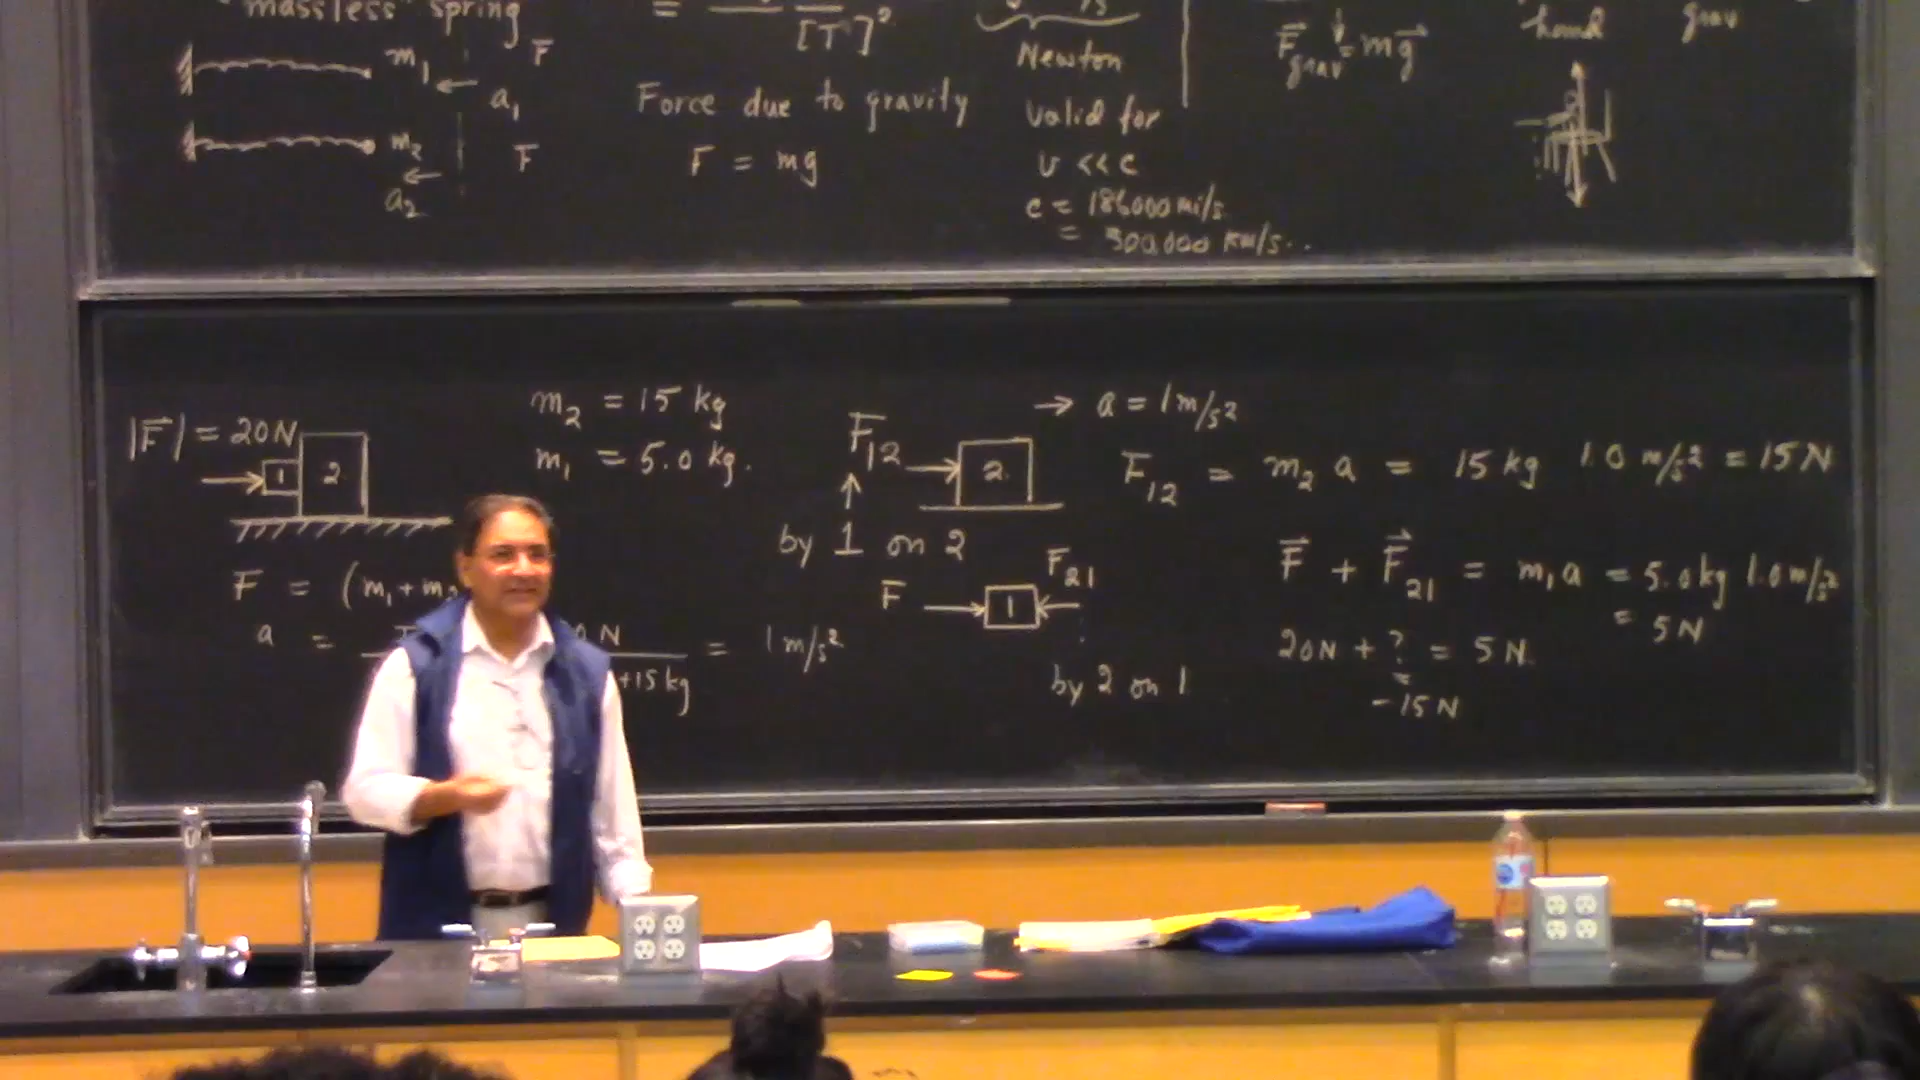 "massless" spring
m1
F
a1
m2
F
a2
=
[T]²
Force due to gravity
F = mg
Newton
valid for
v << c
c = 186000 mi/s
= 300,000 km/s..
F⃗grav = mg⃗
hand
grav
|F⃗| = 20N
1
2
m2 = 15 kg
m1 = 5.0 kg.
F = (m1 + m
a =
N
+15 kg
= 1 m/s²
F12
2
→ a = 1 m/s²
by 1 on 2
F12 = m2 a = 15 kg 1.0 m/s² = 15 N
F
1
F21
by 2 on 1
F⃗ + F⃗21 = m1 a = 5.0 kg 1.0 m/s²
= 5 N
20N + ? = 5 N
=
-15 N